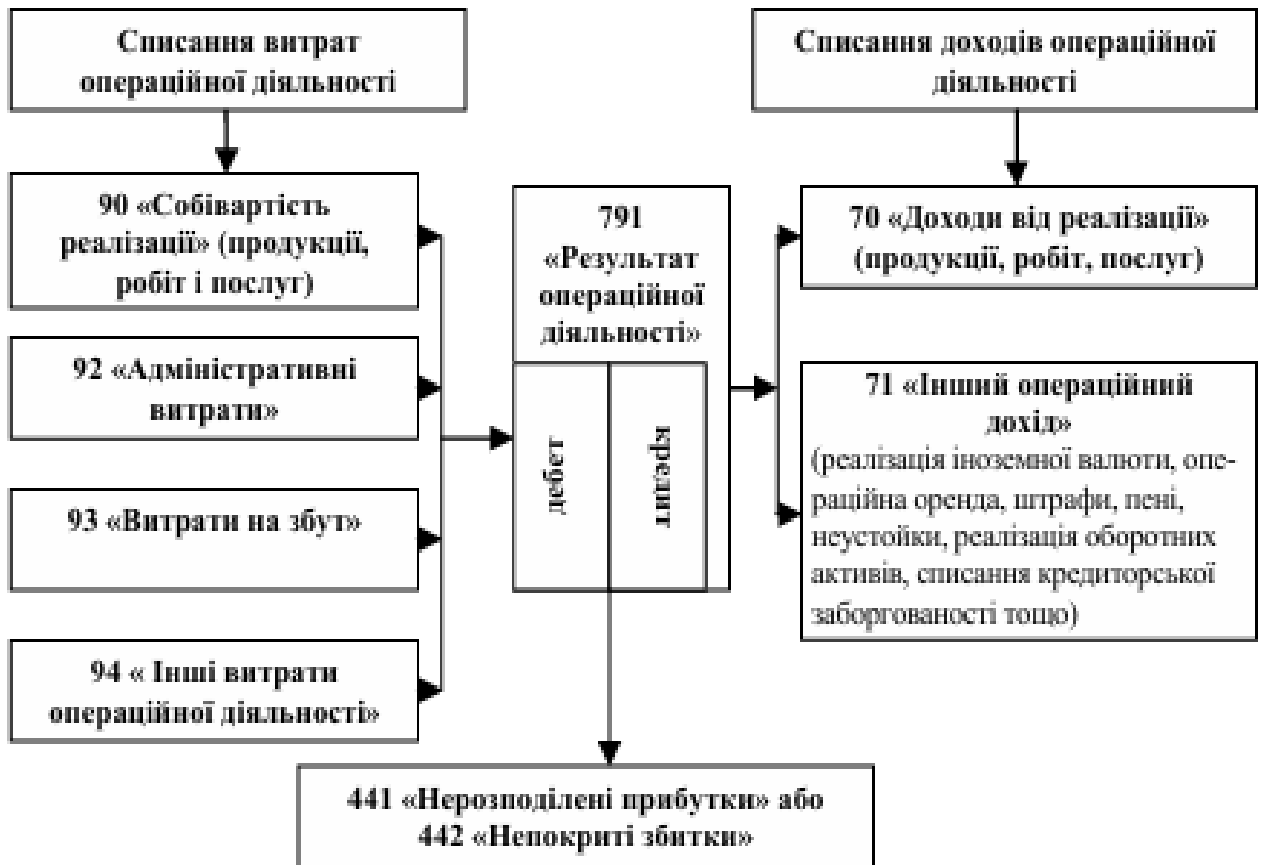 Списання витрат
операційної діяльності
Списання доходів операційної
діяльності
90 «Собівартість
реалізації» (продукції,
робіт і послуг)
92 «Адміністративні
витрати»
93 «Витрати на збут»
94 « Інші витрати
операційної діяльності»
791
«Результат
операційної
діяльності»
дебет
кредит
70 «Доходи від реалізації»
(продукції, робіт, послуг)
71 «Інший операційний
дохід»
(реалізація іноземної валюти, опе-
раційна оренда, штрафи, пені,
неустойки, реалізація оборотних
активів, списання кредиторської
заборгованості тощо)
441 «Нерозподілені прибутки» або
442 «Непокриті збитки»